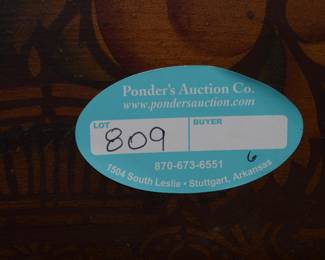 Ponder's Auction Co.
www.pondersauction.com
LOT BUYER
809
870-673-6551
6
1504 South Leslie • Stuttgart, Arkansas